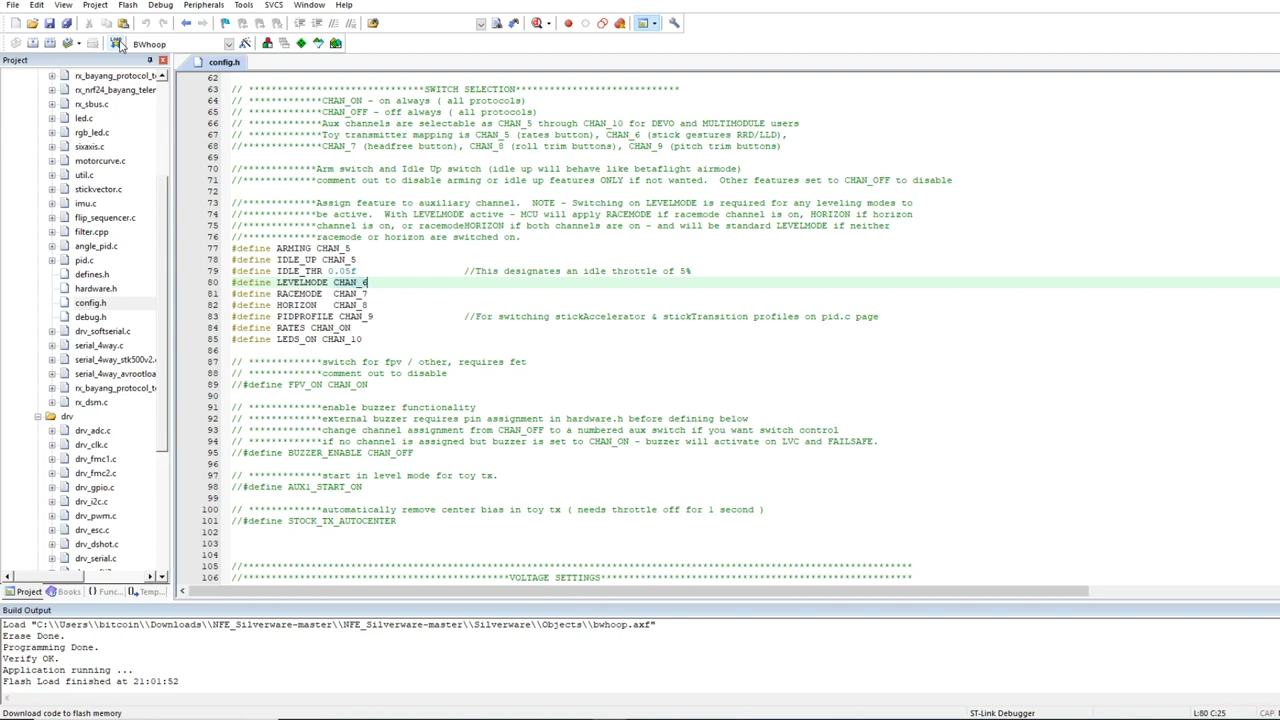 File Edit View Project Flash Debug Peripherals Tools SVCS Window Help
BWhoop
Project
config.h
rx_bayang_protocol_t
rx_nrf24_bayang_telem
rx_sbus.c
led.c
rgb_led.c
sixaxis.c
motorcurve.c
util.c
stickvector.c
imu.c
flip_sequencer.c
filter.cpp
angle_pid.c
pid.c
defines.h
hardware.h
config.h
debug.h
drv_softserial.c
serial_4way.c
serial_4way_stk500v2.
serial_4way_avrootloa
rx_bayang_protocol_t
rx_dsm.c
drv
drv_adc.c
drv_clk.c
drv_fmc1.c
drv_fmc2.c
drv_gpio.c
drv_i2c.c
drv_pwm.c
drv_esc.c
drv_dshot.c
drv_serial.c
Project Books Func... Temp...
62
63 // *******************************SWITCH SELECTION*****************************
64 // *************CHAN_ON - on always ( all protocols)
65 // *************CHAN_OFF - off always ( all protocols)
66 // *************Aux channels are selectable as CHAN_5 through CHAN_10 for DEVO and MULTIMODULE users
67 // *************Toy transmitter mapping is CHAN_5 (rates button), CHAN_6 (stick gestures RRD/LLD),
68 // *************CHAN_7 (headfree button), CHAN_8 (roll trim buttons), CHAN_9 (pitch trim buttons)
69
70 //*************Arm switch and Idle Up switch (idle up will behave like betaflight airmode)
71 //*************comment out to disable arming or idle up features ONLY if not wanted.  Other features set to CHAN_OFF to disable
72
73 //*************Assign feature to auxiliary channel.  NOTE - Switching on LEVELMODE is required for any leveling modes to
74 //*************be active.  With LEVELMODE active - MCU will apply RACEMODE if racemode channel is on, HORIZON if horizon
75 //*************channel is on, or racemodeHORIZON if both channels are on - and will be standard LEVELMODE if neither
76 //*************racemode or horizon are switched on.
77 #define ARMING CHAN_5
78 #define IDLE_UP CHAN_5
79 #define IDLE_THR 0.05f //This designates an idle throttle of 5%
80 #define LEVELMODE CHAN_6
81 #define RACEMODE  CHAN_7
82 #define HORIZON   CHAN_8
83 #define PIDPROFILE CHAN_9 //For switching stickAccelerator & stickTransition profiles on pid.c page
84 #define RATES CHAN_ON
85 #define LEDS_ON CHAN_10
86
87 // *************switch for fpv / other, requires fet
88 // *************comment out to disable
89 //#define FPV_ON CHAN_ON
90
91 // *************enable buzzer functionality
92 // *************external buzzer requires pin assignment in hardware.h before defining below
93 // *************change channel assignment from CHAN_OFF to a numbered aux switch if you want switch control
94 // *************if no channel is assigned but buzzer is set to CHAN_ON - buzzer will activate on LVC and FAILSAFE.
95 //#define BUZZER_ENABLE CHAN_OFF
96
97 // *************start in level mode for toy tx.
98 //#define AUX1_START_ON
99
100 // *************automatically remove center bias in toy tx ( needs throttle off for 1 second )
101 //#define STOCK_TX_AUTOCENTER
102
103
104
105 //***********************************************************************************************************************
106 //***********************************************VOLTAGE SETTINGS*****************************************************
Build Output
Load "C:\\Users\\bitcoin\\Downloads\\NFE_Silverware-master\\NFE_Silverware-master\\Silverware\\Objects\\bwhoop.axf"
Erase Done.
Programming Done.
Verify OK.
Application running ...
Flash Load finished at 21:01:52
Download code to flash memory ST-Link Debugger L:80 C:25 CAP